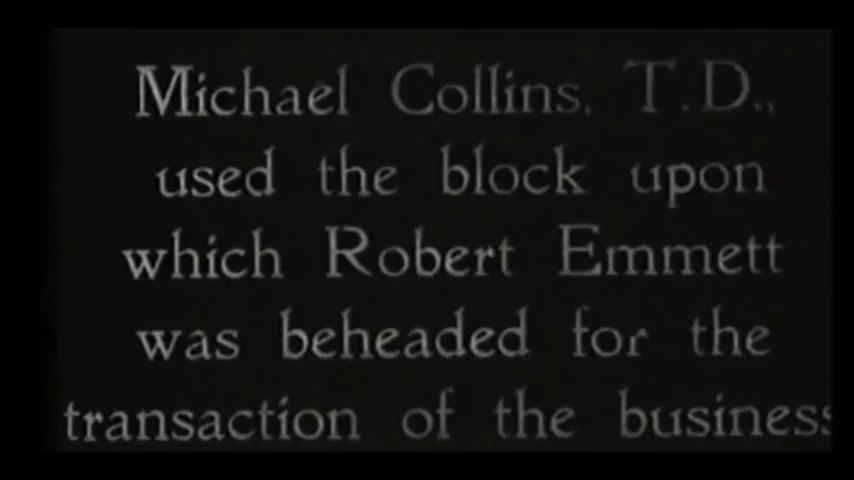 Michael Collins, T.D.,
used the block upon
which Robert Emmett
was beheaded for the
transaction of the business